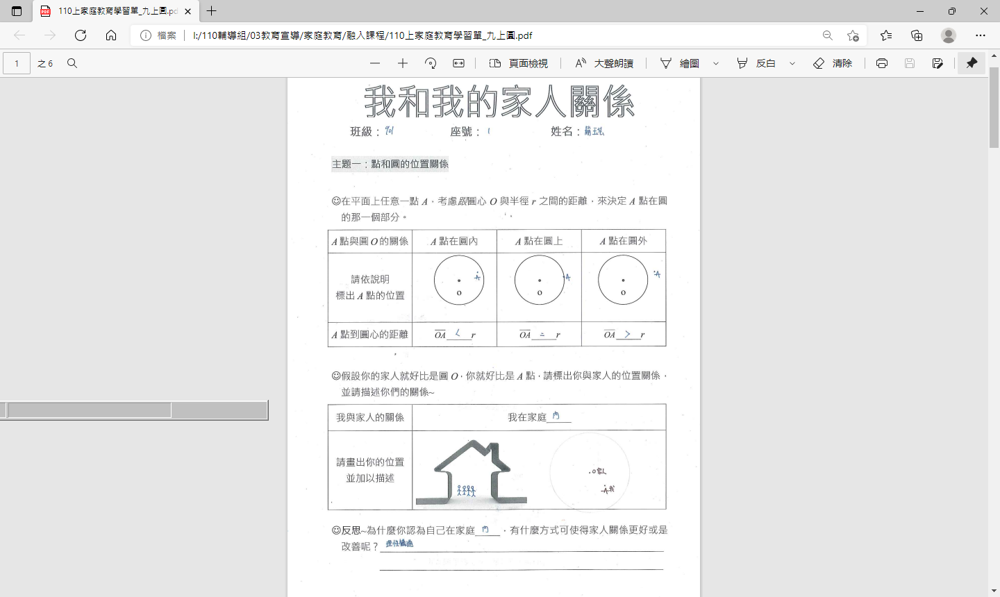 110上家庭教育學習單_九上圓.pd
檔案 I:/110輔導組/03教育宣導/家庭教育/融入課程/110上家庭教育學習單_九上圓.pdf
1 之 6 頁面檢視 大聲朗讀 繪圖 反白 清除
我和我的家人關係
班級：901 座號：1 姓名：
主題一：點和圓的位置關係
☺在平面上任意一點 A，考慮跟圓心 O 與半徑 r 之間的距離，來決定 A 點在圓
的那一個部分。
A 點與圓 O 的關係 A 點在圓內 A 點在圓上 A 點在圓外
請依說明
標出 A 點的位置
A A A
O O O
A 點到圓心的距離 OA < r OA = r OA > r
☺假設你的家人就好比是圓 O，你就好比是 A 點，請標出你與家人的位置關係，
並請描述你們的關係~
我與家人的關係 我在家庭內
請畫出你的位置
並加以描述
O家人
A我
☺反思~為什麼你認為自己在家庭內，有什麼方式可使得家人關係更好或是
改善呢？理性溝通